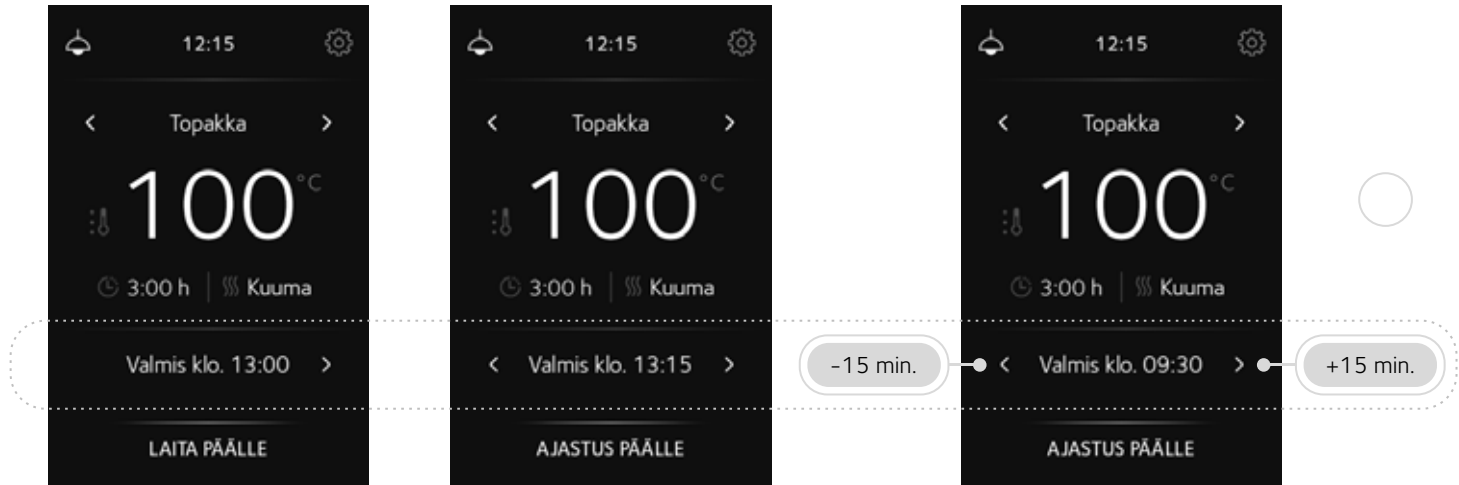 12:15
Topakka
100 °C
3:00 h | Kuuma
Valmis klo. 13:00
LAITA PÄÄLLE
12:15
Topakka
100 °C
3:00 h | Kuuma
Valmis klo. 13:15
AJASTUS PÄÄLLE
-15 min.
12:15
Topakka
100 °C
3:00 h | Kuuma
Valmis klo. 09:30
AJASTUS PÄÄLLE
+15 min.